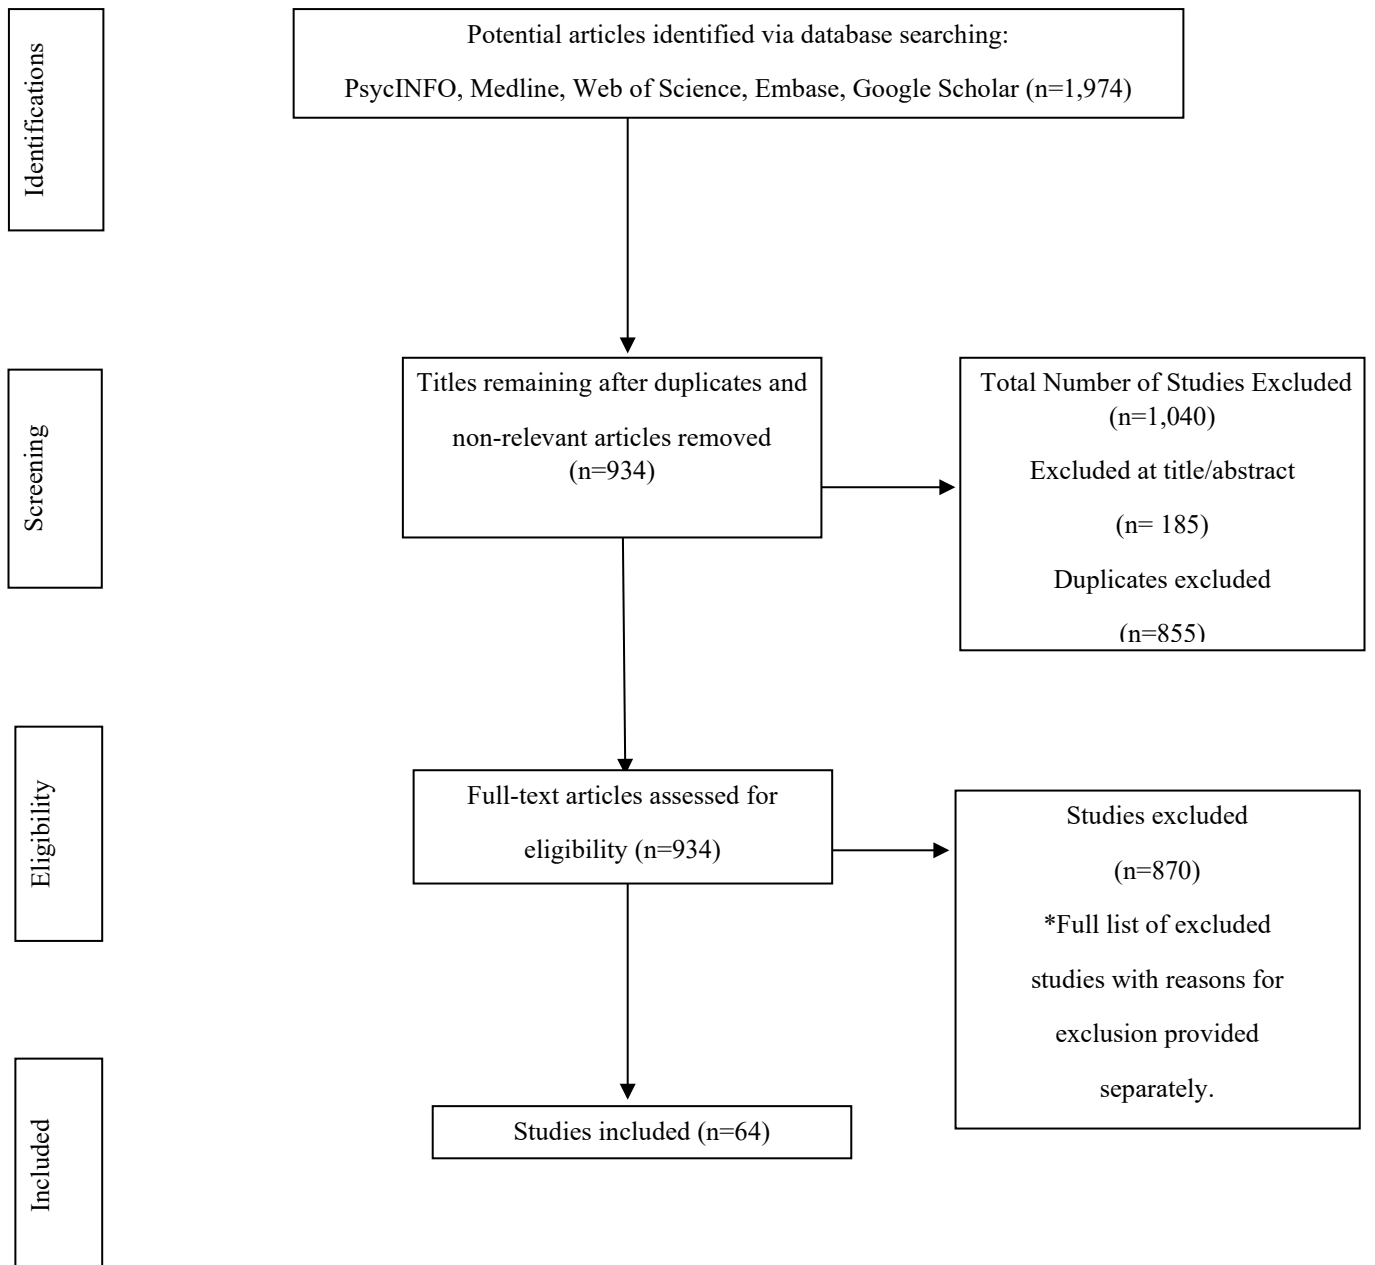 Identifications
Potential articles identified via database searching:
PsycINFO, Medline, Web of Science, Embase, Google Scholar (n=1,974)
Screening
Titles remaining after duplicates and
non-relevant articles removed
(n=934)
Total Number of Studies Excluded
(n=1,040)
Excluded at title/abstract
(n= 185)
Duplicates excluded
(n=855)
Eligibility
Full-text articles assessed for
eligibility (n=934)
Studies excluded
(n=870)
*Full list of excluded
studies with reasons for
exclusion provided
separately.
Included
Studies included (n=64)